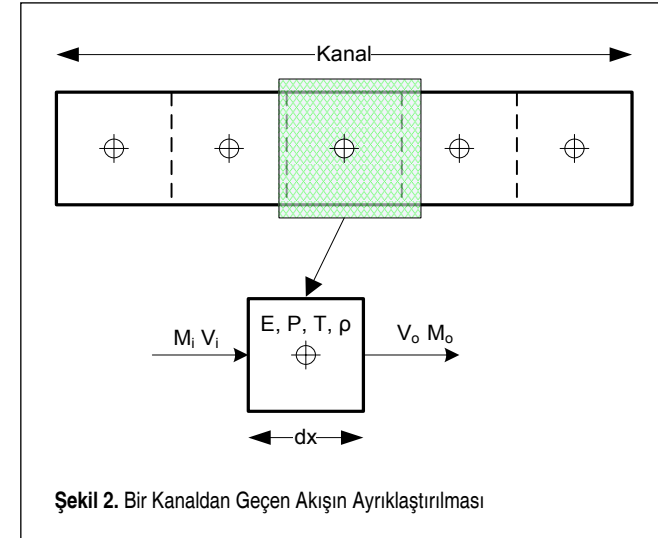 Kanal
E, P, T, ρ
Mᵢ Vᵢ
Vₒ Mₒ
dx
Şekil 2. Bir Kanaldan Geçen Akışın Ayrıklaştırılması